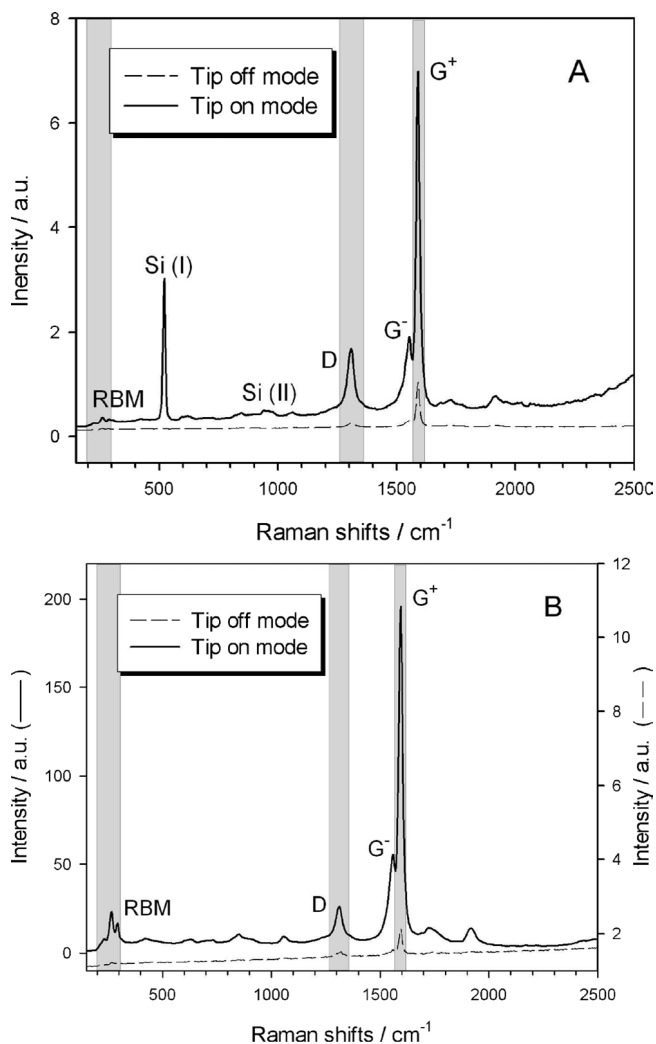 8
6
4
2
0
Inensity / a.u.
Tip off mode
Tip on mode
A
G+
Si (I)
G-
D
Si (II)
RBM
500
1000
1500
2000
2500
Raman shifts / cm-1
200
150
100
50
0
Intensity / a.u. (——)
Tip off mode
Tip on mode
B
G+
G-
RBM
D
12
10
8
6
4
2
Intensity / a.u. (— —)
500
1000
1500
2000
2500
Raman shifts / cm-1